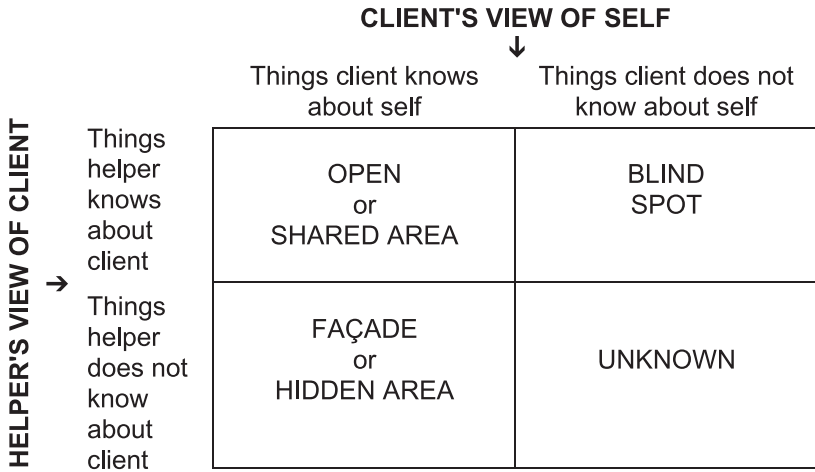 CLIENT'S VIEW OF SELF
Things client knows
about self
Things client does not
know about self
HELPER'S VIEW OF CLIENT
Things
helper
knows
about
client
OPEN
or
SHARED AREA
BLIND
SPOT
Things
helper
does not
know
about
client
FAÇADE
or
HIDDEN AREA
UNKNOWN